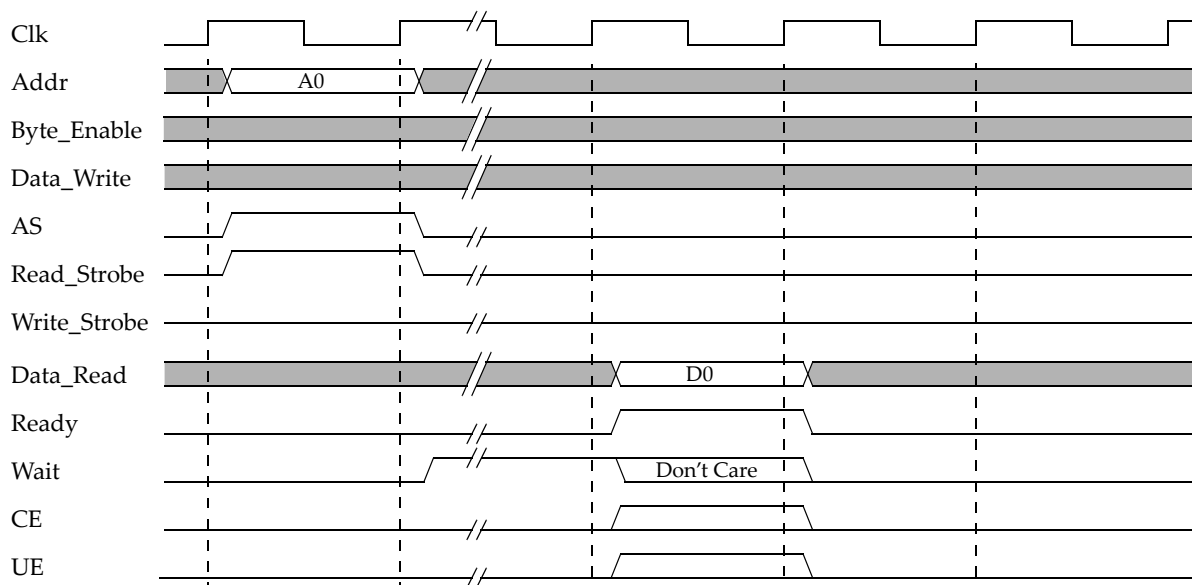 Clk
Addr
A0
Byte_Enable
Data_Write
AS
Read_Strobe
Write_Strobe
Data_Read
D0
Ready
Wait
Don't Care
CE
UE